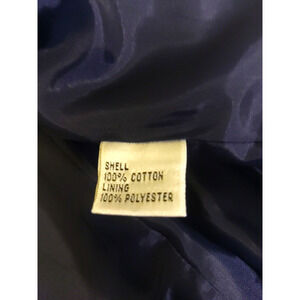 SHELL
100% COTTON
LINING
100% POLYESTER